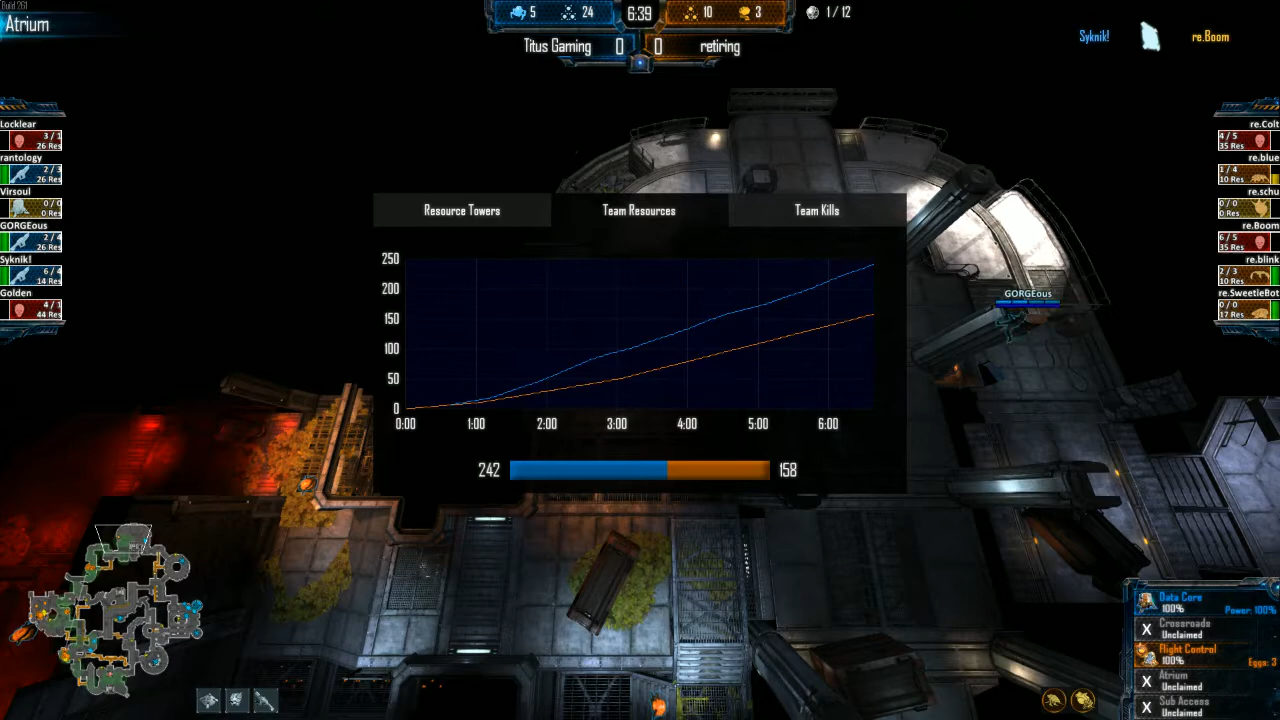 Build 261
Atrium
5 24 6:39 10 3 1 / 12
Titus Gaming 0 0 retiring
Syknik! re.Boom
Locklear
3 / 1
26 Res
rantology
2 / 3
26 Res
Virsoul
0 / 0
0 Res
GORGEous
2 / 4
26 Res
Syknik!
6 / 4
14 Res
Golden
4 / 1
44 Res
re.Colt
4 / 5
35 Res
re.blue
1 / 4
10 Res
re.schu
0 / 0
0 Res
re.Boom
6 / 5
35 Res
re.blink
2 / 3
10 Res
re.SweetieBot
0 / 0
17 Res
Resource Towers Team Resources Team Kills
250
200
150
100
50
0
0:00 1:00 2:00 3:00 4:00 5:00 6:00
242 158
GORGEous
Data Core
100% Power: 100%
X Crossroads
Unclaimed
Flight Control
100% Eggs: 3
X Atrium
Unclaimed
X Sub Access
Unclaimed